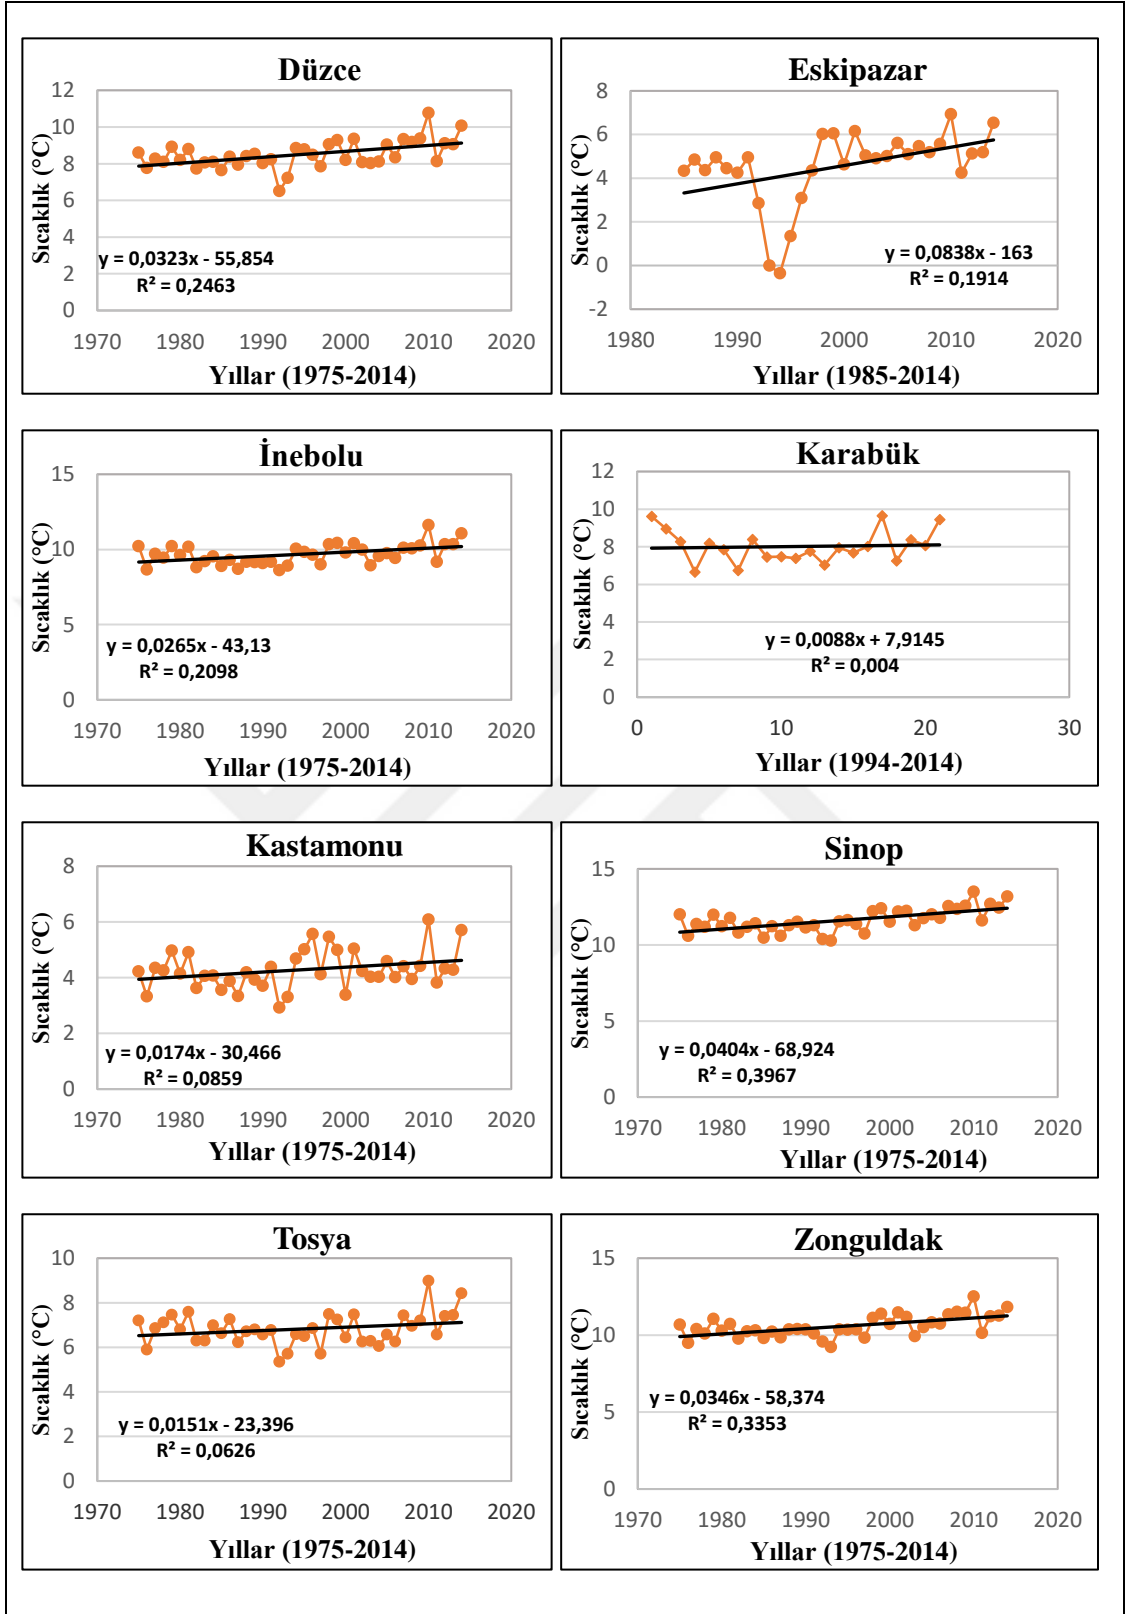 Düzce
12
10
8
6
4
2
0
Sıcaklık (°C)
y = 0,0323x - 55,854
R² = 0,2463
1970 1980 1990 2000 2010 2020
Yıllar (1975-2014)
Eskipazar
8
6
4
2
0
-2
Sıcaklık (°C)
y = 0,0838x - 163
R² = 0,1914
1980 1990 2000 2010 2020
Yıllar (1985-2014)
İnebolu
15
10
5
0
Sıcaklık (°C)
y = 0,0265x - 43,13
R² = 0,2098
1970 1980 1990 2000 2010 2020
Yıllar (1975-2014)
Karabük
12
10
8
6
4
2
0
Sıcaklık (°C)
y = 0,0088x + 7,9145
R² = 0,004
0 10 20 30
Yıllar (1994-2014)
Kastamonu
8
6
4
2
0
Sıcaklık (°C)
y = 0,0174x - 30,466
R² = 0,0859
1970 1980 1990 2000 2010 2020
Yıllar (1975-2014)
Sinop
15
10
5
0
Sıcaklık (°C)
y = 0,0404x - 68,924
R² = 0,3967
1970 1980 1990 2000 2010 2020
Yıllar (1975-2014)
Tosya
10
8
6
4
2
0
Sıcaklık (°C)
y = 0,0151x - 23,396
R² = 0,0626
1970 1980 1990 2000 2010 2020
Yıllar (1975-2014)
Zonguldak
15
10
5
0
Sıcaklık (°C)
y = 0,0346x - 58,374
R² = 0,3353
1970 1980 1990 2000 2010 2020
Yıllar (1975-2014)